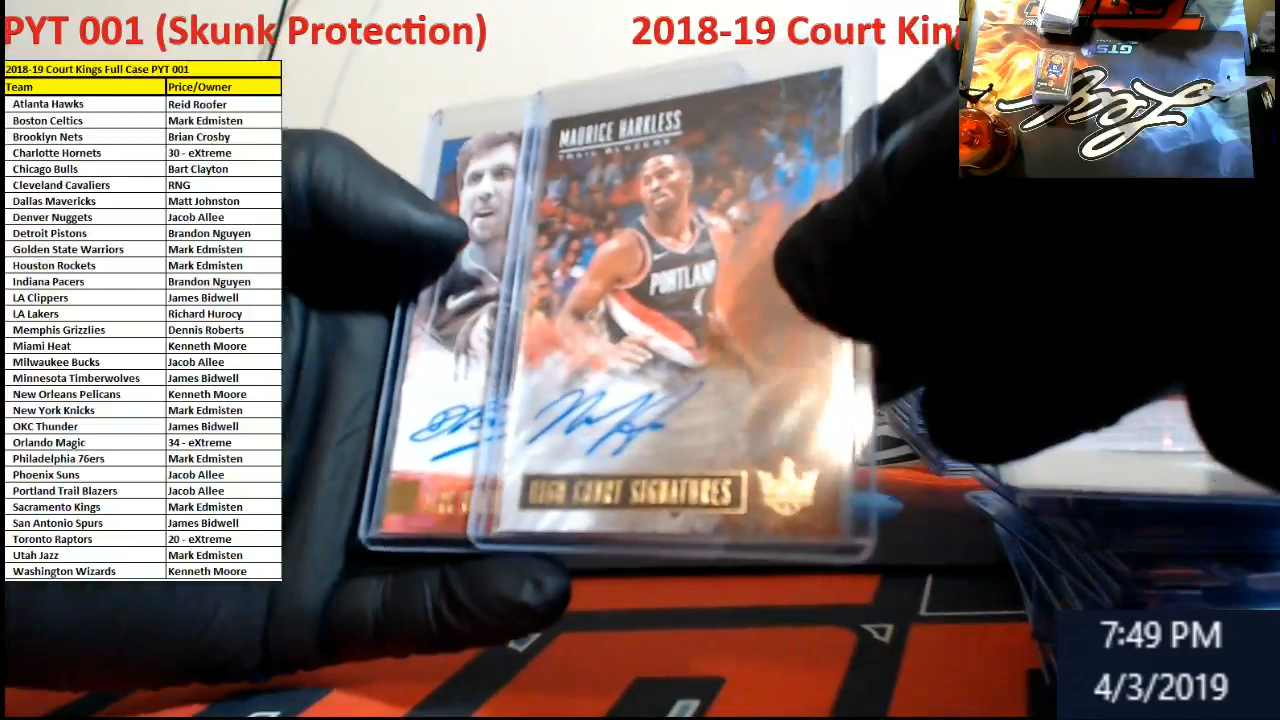 PYT 001 (Skunk Protection)
2018-19 Court Kin
2018-19 Court Kings Full Case PYT 001
Team Price/Owner
Atlanta Hawks Reid Roofer
Boston Celtics Mark Edmisten
Brooklyn Nets Brian Crosby
Charlotte Hornets 30 - eXtreme
Chicago Bulls Bart Clayton
Cleveland Cavaliers RNG
Dallas Mavericks Matt Johnston
Denver Nuggets Jacob Allee
Detroit Pistons Brandon Nguyen
Golden State Warriors Mark Edmisten
Houston Rockets Mark Edmisten
Indiana Pacers Brandon Nguyen
LA Clippers James Bidwell
LA Lakers Richard Hurocy
Memphis Grizzlies Dennis Roberts
Miami Heat Kenneth Moore
Milwaukee Bucks Jacob Allee
Minnesota Timberwolves James Bidwell
New Orleans Pelicans Kenneth Moore
New York Knicks Mark Edmisten
OKC Thunder James Bidwell
Orlando Magic 34 - eXtreme
Philadelphia 76ers Mark Edmisten
Phoenix Suns Jacob Allee
Portland Trail Blazers Jacob Allee
Sacramento Kings Mark Edmisten
San Antonio Spurs James Bidwell
Toronto Raptors 20 - eXtreme
Utah Jazz Mark Edmisten
Washington Wizards Kenneth Moore
MAURICE HARKLESS
TRAIL BLAZERS
PORTLAND
4
HIGH COURT SIGNATURES
GTS
Leaf
7:49 PM
4/3/2019